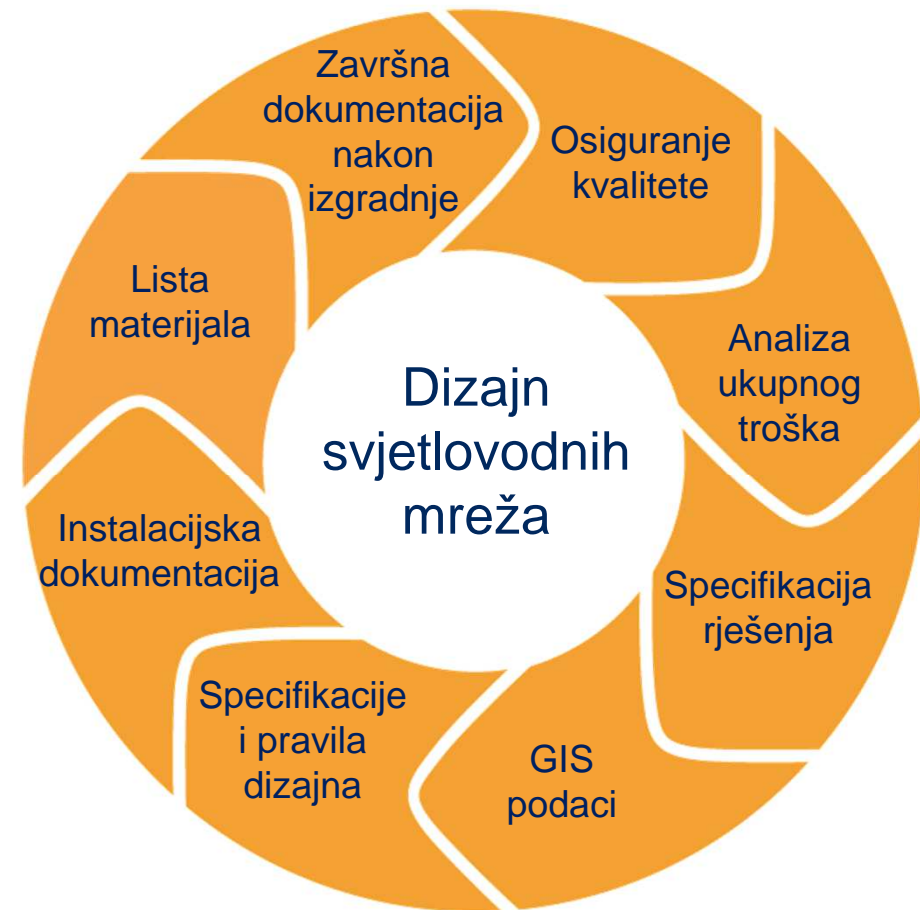 Završna
dokumentacija
nakon
izgradnje
Osiguranje
kvalitete
Analiza
ukupnog
troška
Specifikacija
rješenja
GIS
podaci
Specifikacije
i pravila
dizajna
Instalacijska
dokumentacija
Lista
materijala
Dizajn
svjetlovodnih
mreža